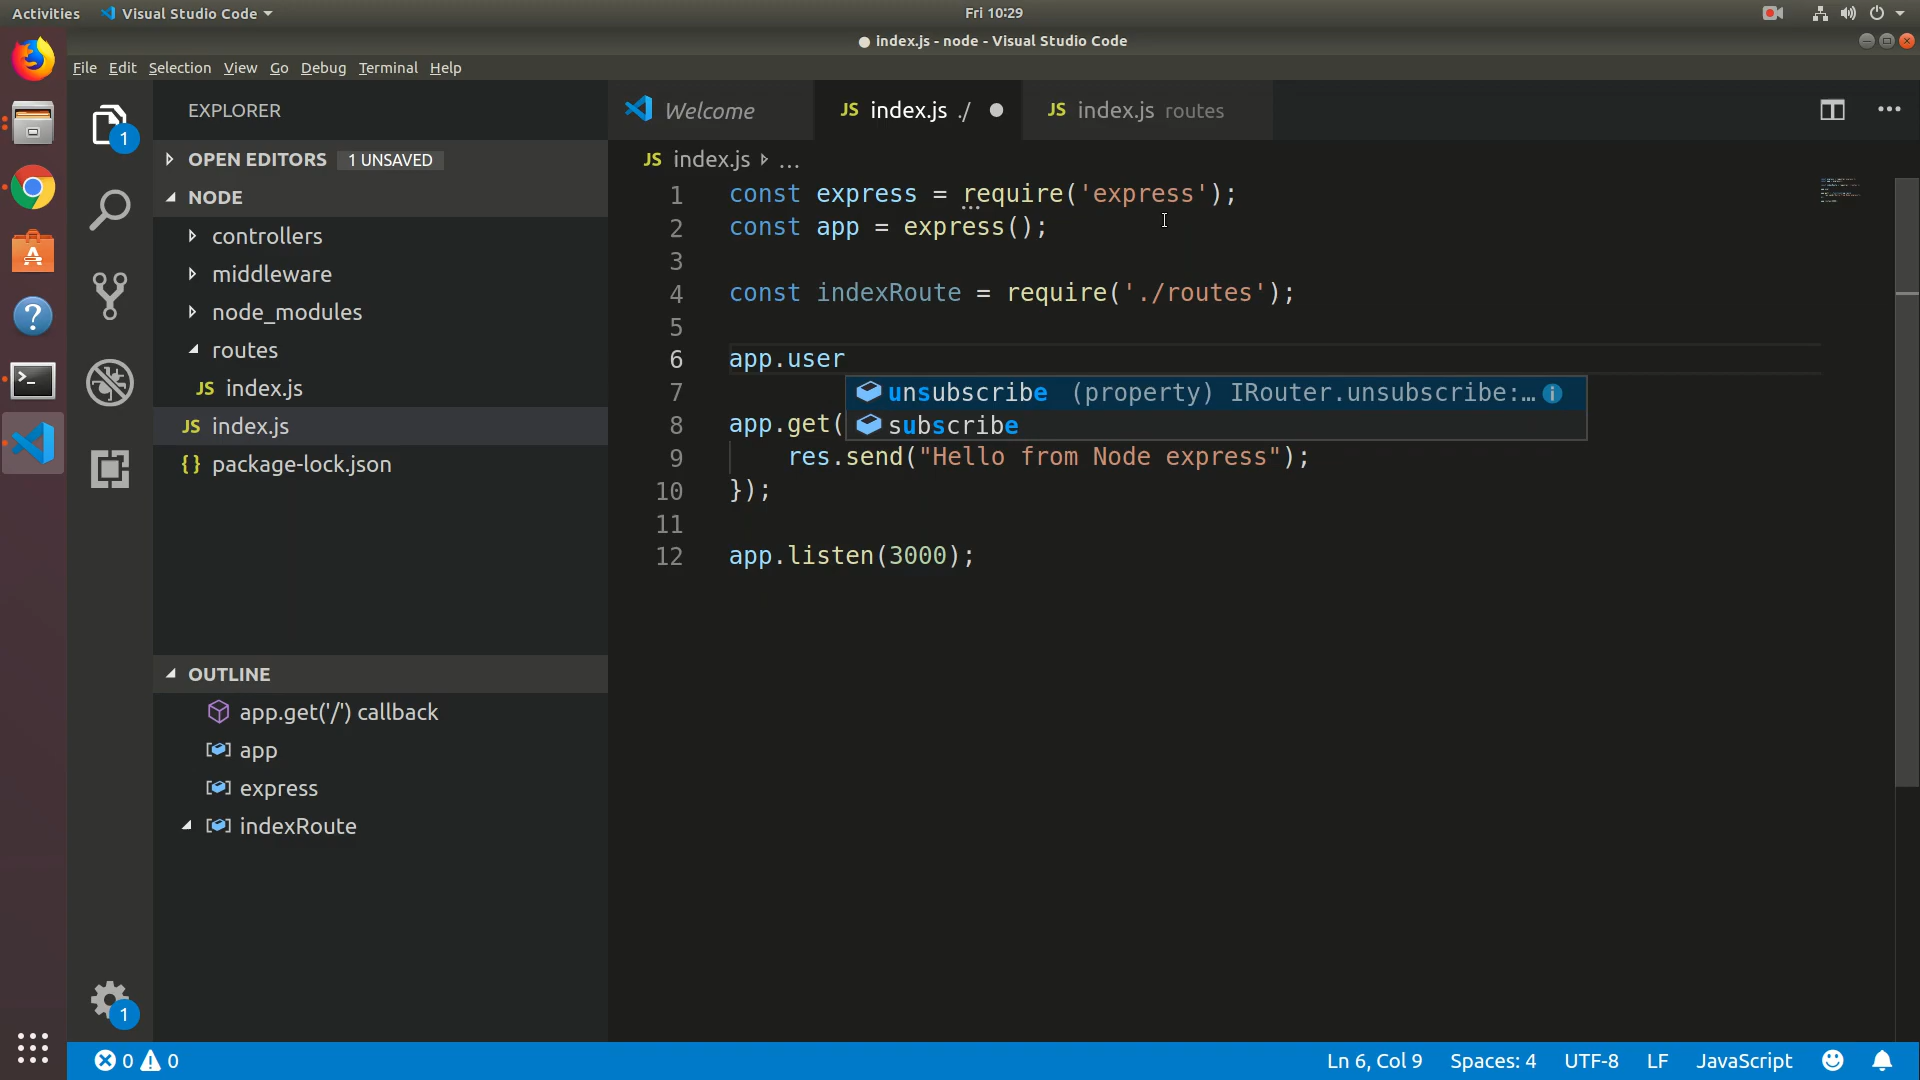 Activities Visual Studio Code Fri 10:29
index.js - node - Visual Studio Code
File Edit Selection View Go Debug Terminal Help
EXPLORER
1
OPEN EDITORS 1 UNSAVED
NODE
controllers
middleware
node_modules
routes
JS index.js
JS index.js
{} package-lock.json
OUTLINE
app.get('/') callback
app
express
indexRoute
1
Welcome JS index.js ./ JS index.js routes
JS index.js ...
1 const express = require('express');
2 const app = express();
3
4 const indexRoute = require('./routes');
5
6 app.user
7 unsubscribe (property) IRouter.unsubscribe:…
8 app.get( subscribe
9 res.send("Hello from Node express");
10 });
11
12 app.listen(3000);
0 0 Ln 6, Col 9 Spaces: 4 UTF-8 LF JavaScript